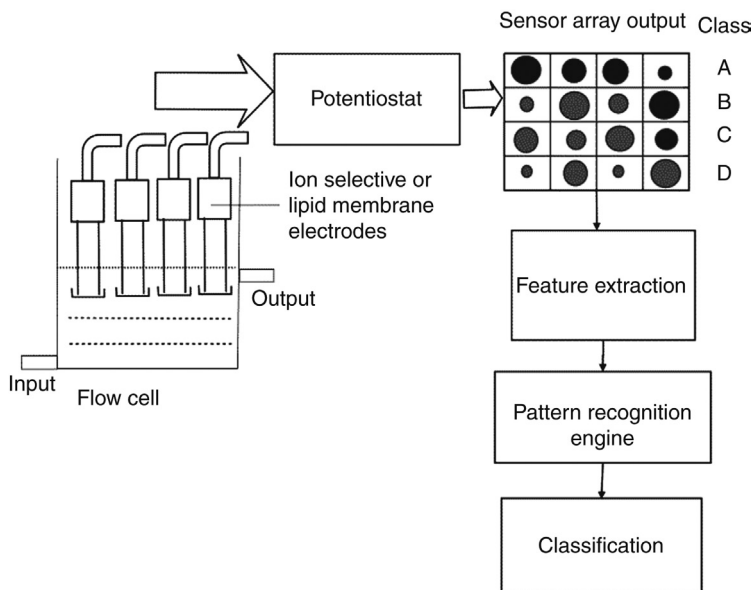 Sensor array output
Class
Potentiostat
A
B
C
D
Ion selective or
lipid membrane
electrodes
Output
Input
Flow cell
Feature extraction
Pattern recognition
engine
Classification